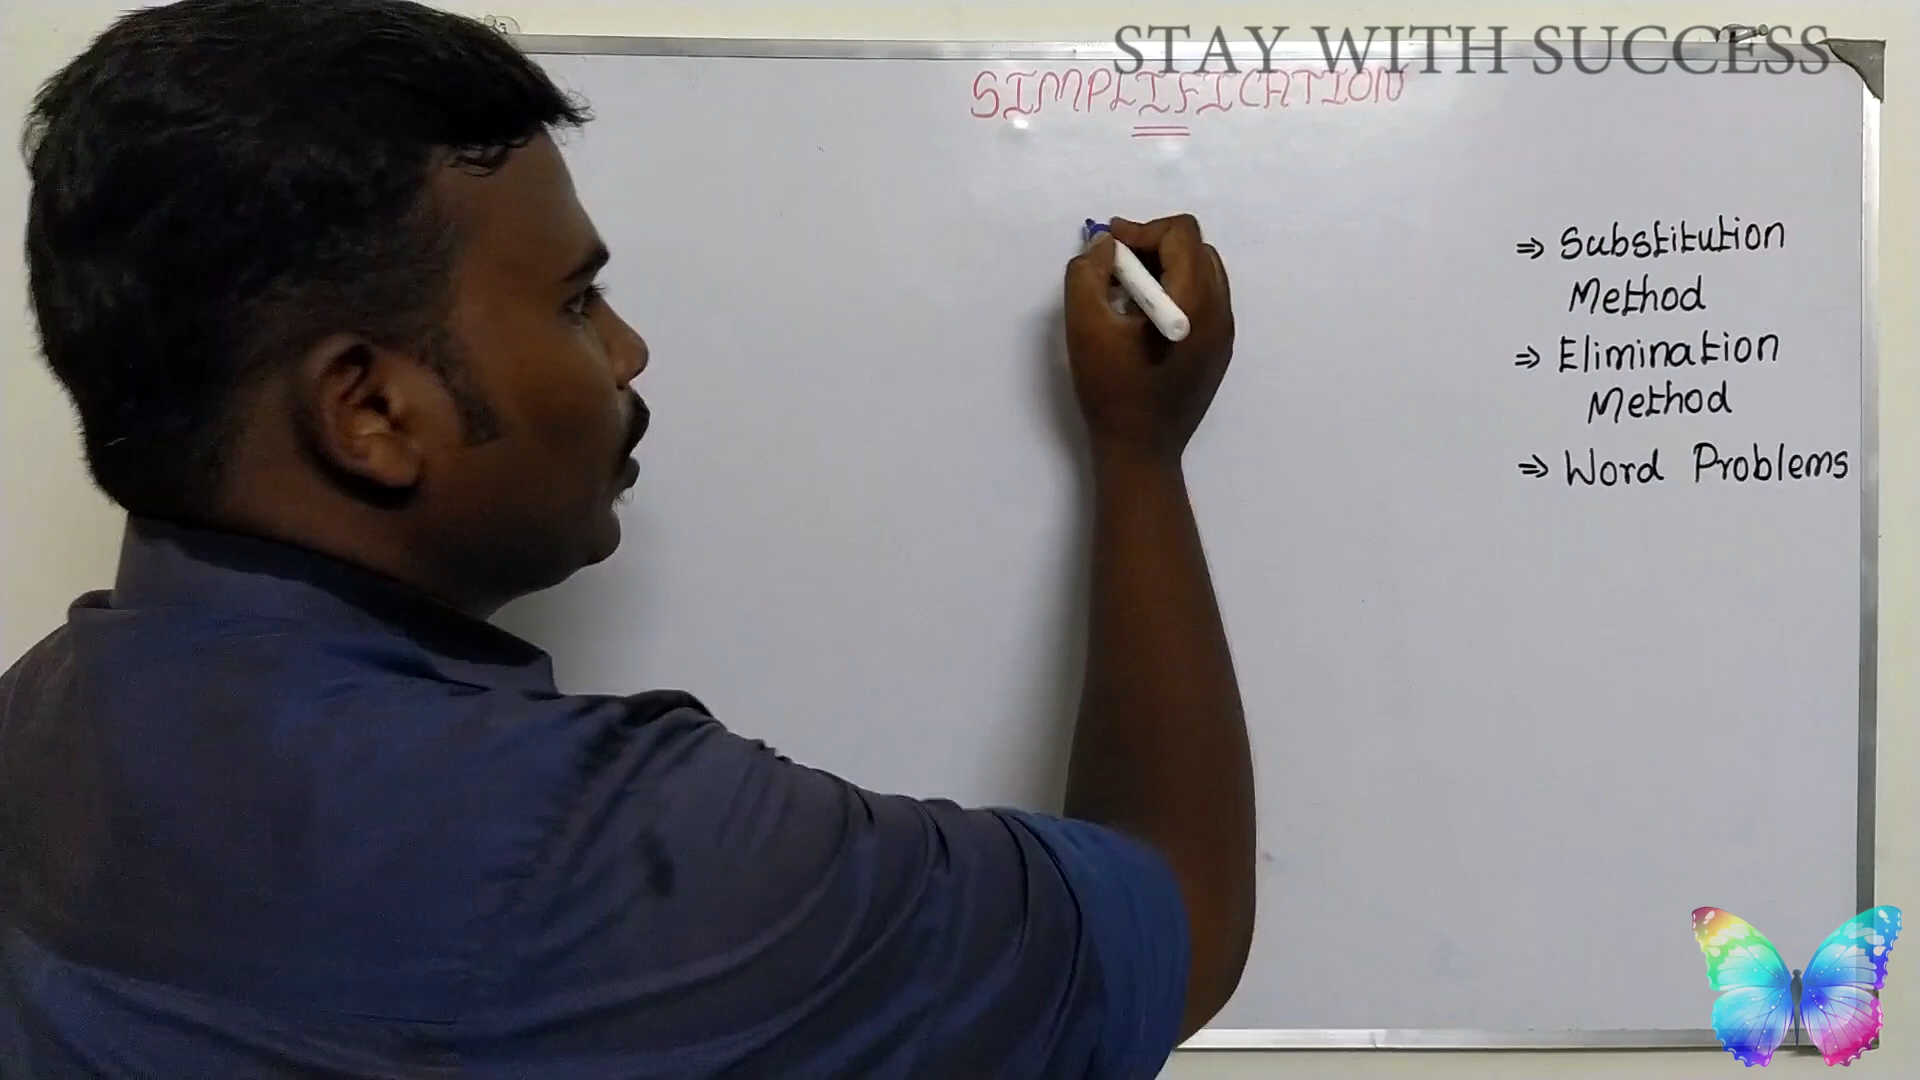 STAY WITH SUCCESS
SIMPLIFICATION
⇒ Substitution
Method
⇒ Elimination
Method
⇒ Word Problems